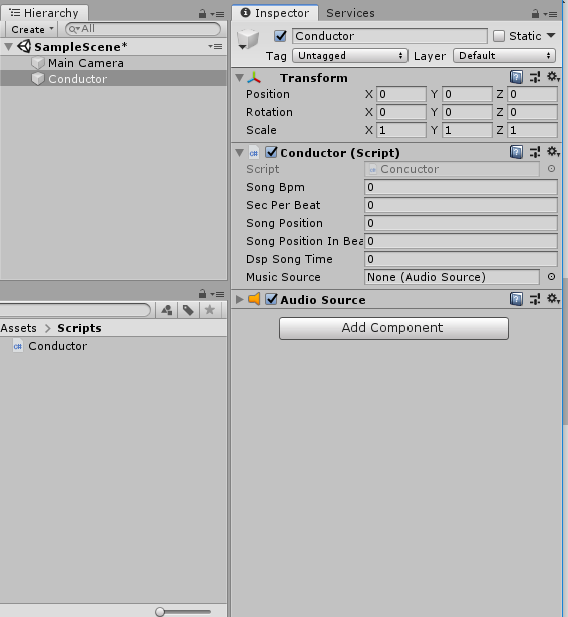 Hierarchy
Create
All
SampleScene*
Main Camera
Conductor
Assets > Scripts
Conductor
Inspector Services
Conductor Static
Tag Untagged Layer Default
Transform
Position X 0 Y 0 Z 0
Rotation X 0 Y 0 Z 0
Scale X 1 Y 1 Z 1
Conductor (Script)
Script Concuctor
Song Bpm 0
Sec Per Beat 0
Song Position 0
Song Position In Bea 0
Dsp Song Time 0
Music Source None (Audio Source)
Audio Source
Add Component